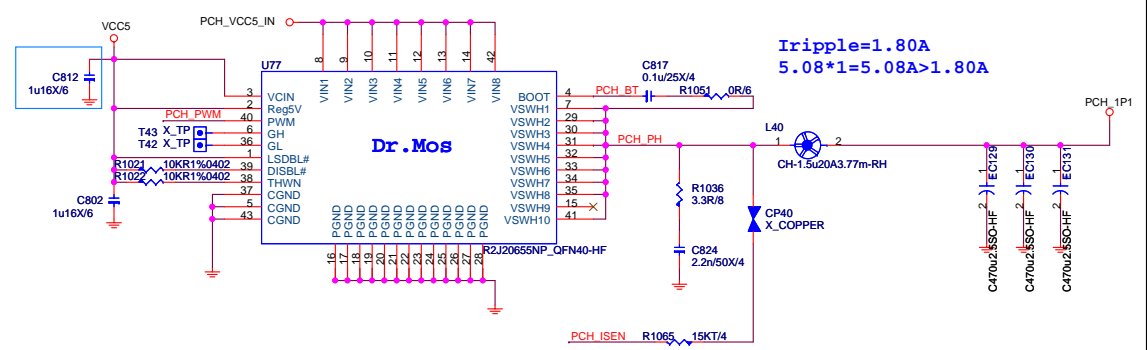 VCC5
PCH_VCC5_IN
Iripple=1.80A
5.08*1=5.08A>1.80A
C812
1u16X/6
U77
8
9
10
11
12
13
14
42
VIN1
VIN2
VIN3
VIN4
VIN5
VIN6
VIN7
VIN8
3 VCIN
2 Reg5V
PCH_PWM 40 PWM
T43 X_TP 6 GH
T42 X_TP 36 GL
1 LSDBL#
R1021 10KR1%0402 39 DISBL#
R1022 10KR1%0402 38 THWN
37 CGND
5 CGND
43 CGND
C802
1u16X/6
Dr.Mos
BOOT 4 PCH_BT
VSWH1 7
VSWH2 29
VSWH3 30
VSWH4 31 PCH_PH
VSWH5 32
VSWH6 33
VSWH7 34
VSWH8 35
VSWH9 15
VSWH10 41
C817
0.1u/25X/4
R1051 0R/6
PGND
PGND
PGND
PGND
PGND
PGND
PGND
PGND
PGND
PGND
PGND
PGND
PGND
16
17
18
19
20
21
22
23
24
25
26
27
28
R2J20655NP_QFN40-HF
R1036
3.3R/8
C824
2.2n/50X/4
CP40
X_COPPER
PCH_ISEN R1065 15KT/4
L40
1 2
CH-1.5u20A3.77m-RH
PCH_1P1
1 2 EC129
C470u2.5SO-HF
1 2 EC130
C470u2.5SO-HF
1 2 EC131
C470u2.5SO-HF